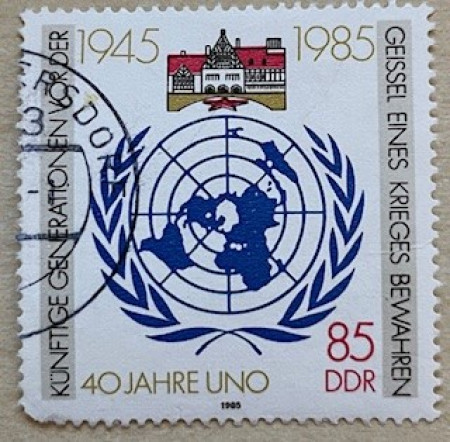 1945 1985
KÜNFTIGE GENERATIONEN VOR DER
GEISSEL EINES KRIEGES BEWAHREN
85
DDR
40 JAHRE UNO
1985